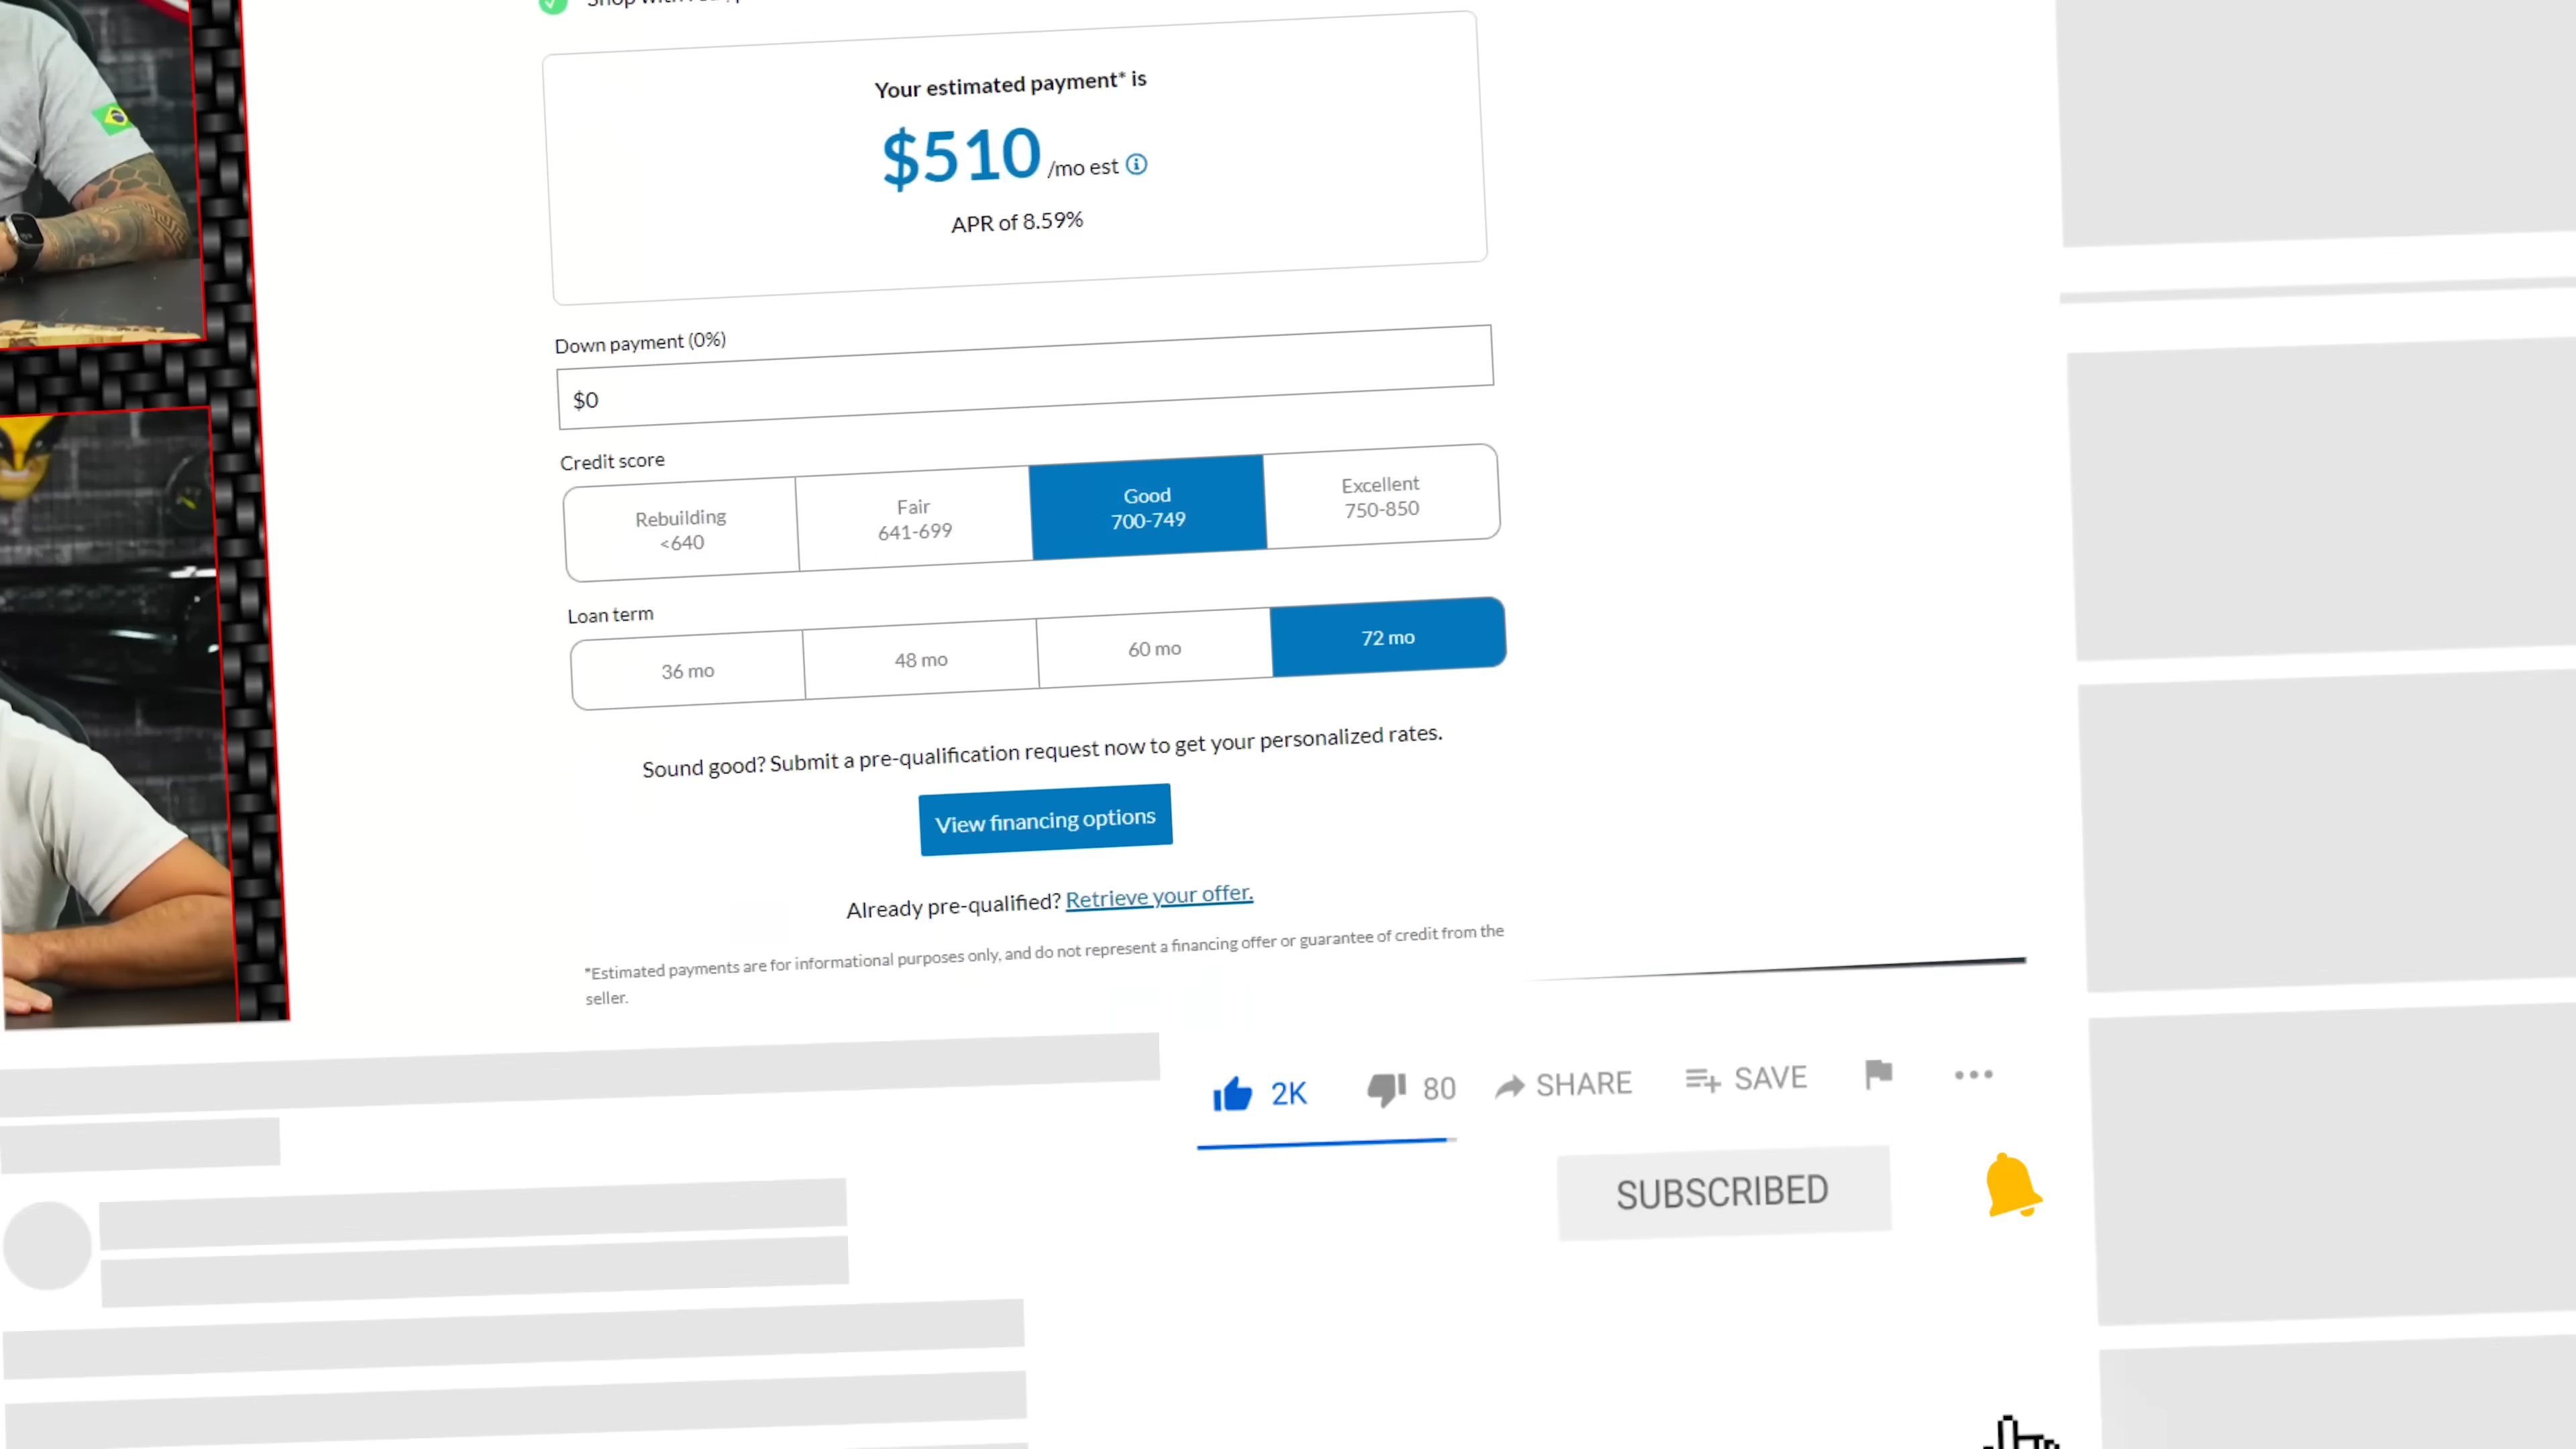 Your estimated payment* is
$510 /mo est
APR of 8.59%
Down payment (0%)
$0
Credit score
Rebuilding
<640
Fair
641-699
Good
700-749
Excellent
750-850
Loan term
36 mo
48 mo
60 mo
72 mo
Sound good? Submit a pre-qualification request now to get your personalized rates.
View financing options
Already pre-qualified? Retrieve your offer.
*Estimated payments are for informational purposes only, and do not represent a financing offer or guarantee of credit from the
seller.
2K
80
SHARE
SAVE
SUBSCRIBED